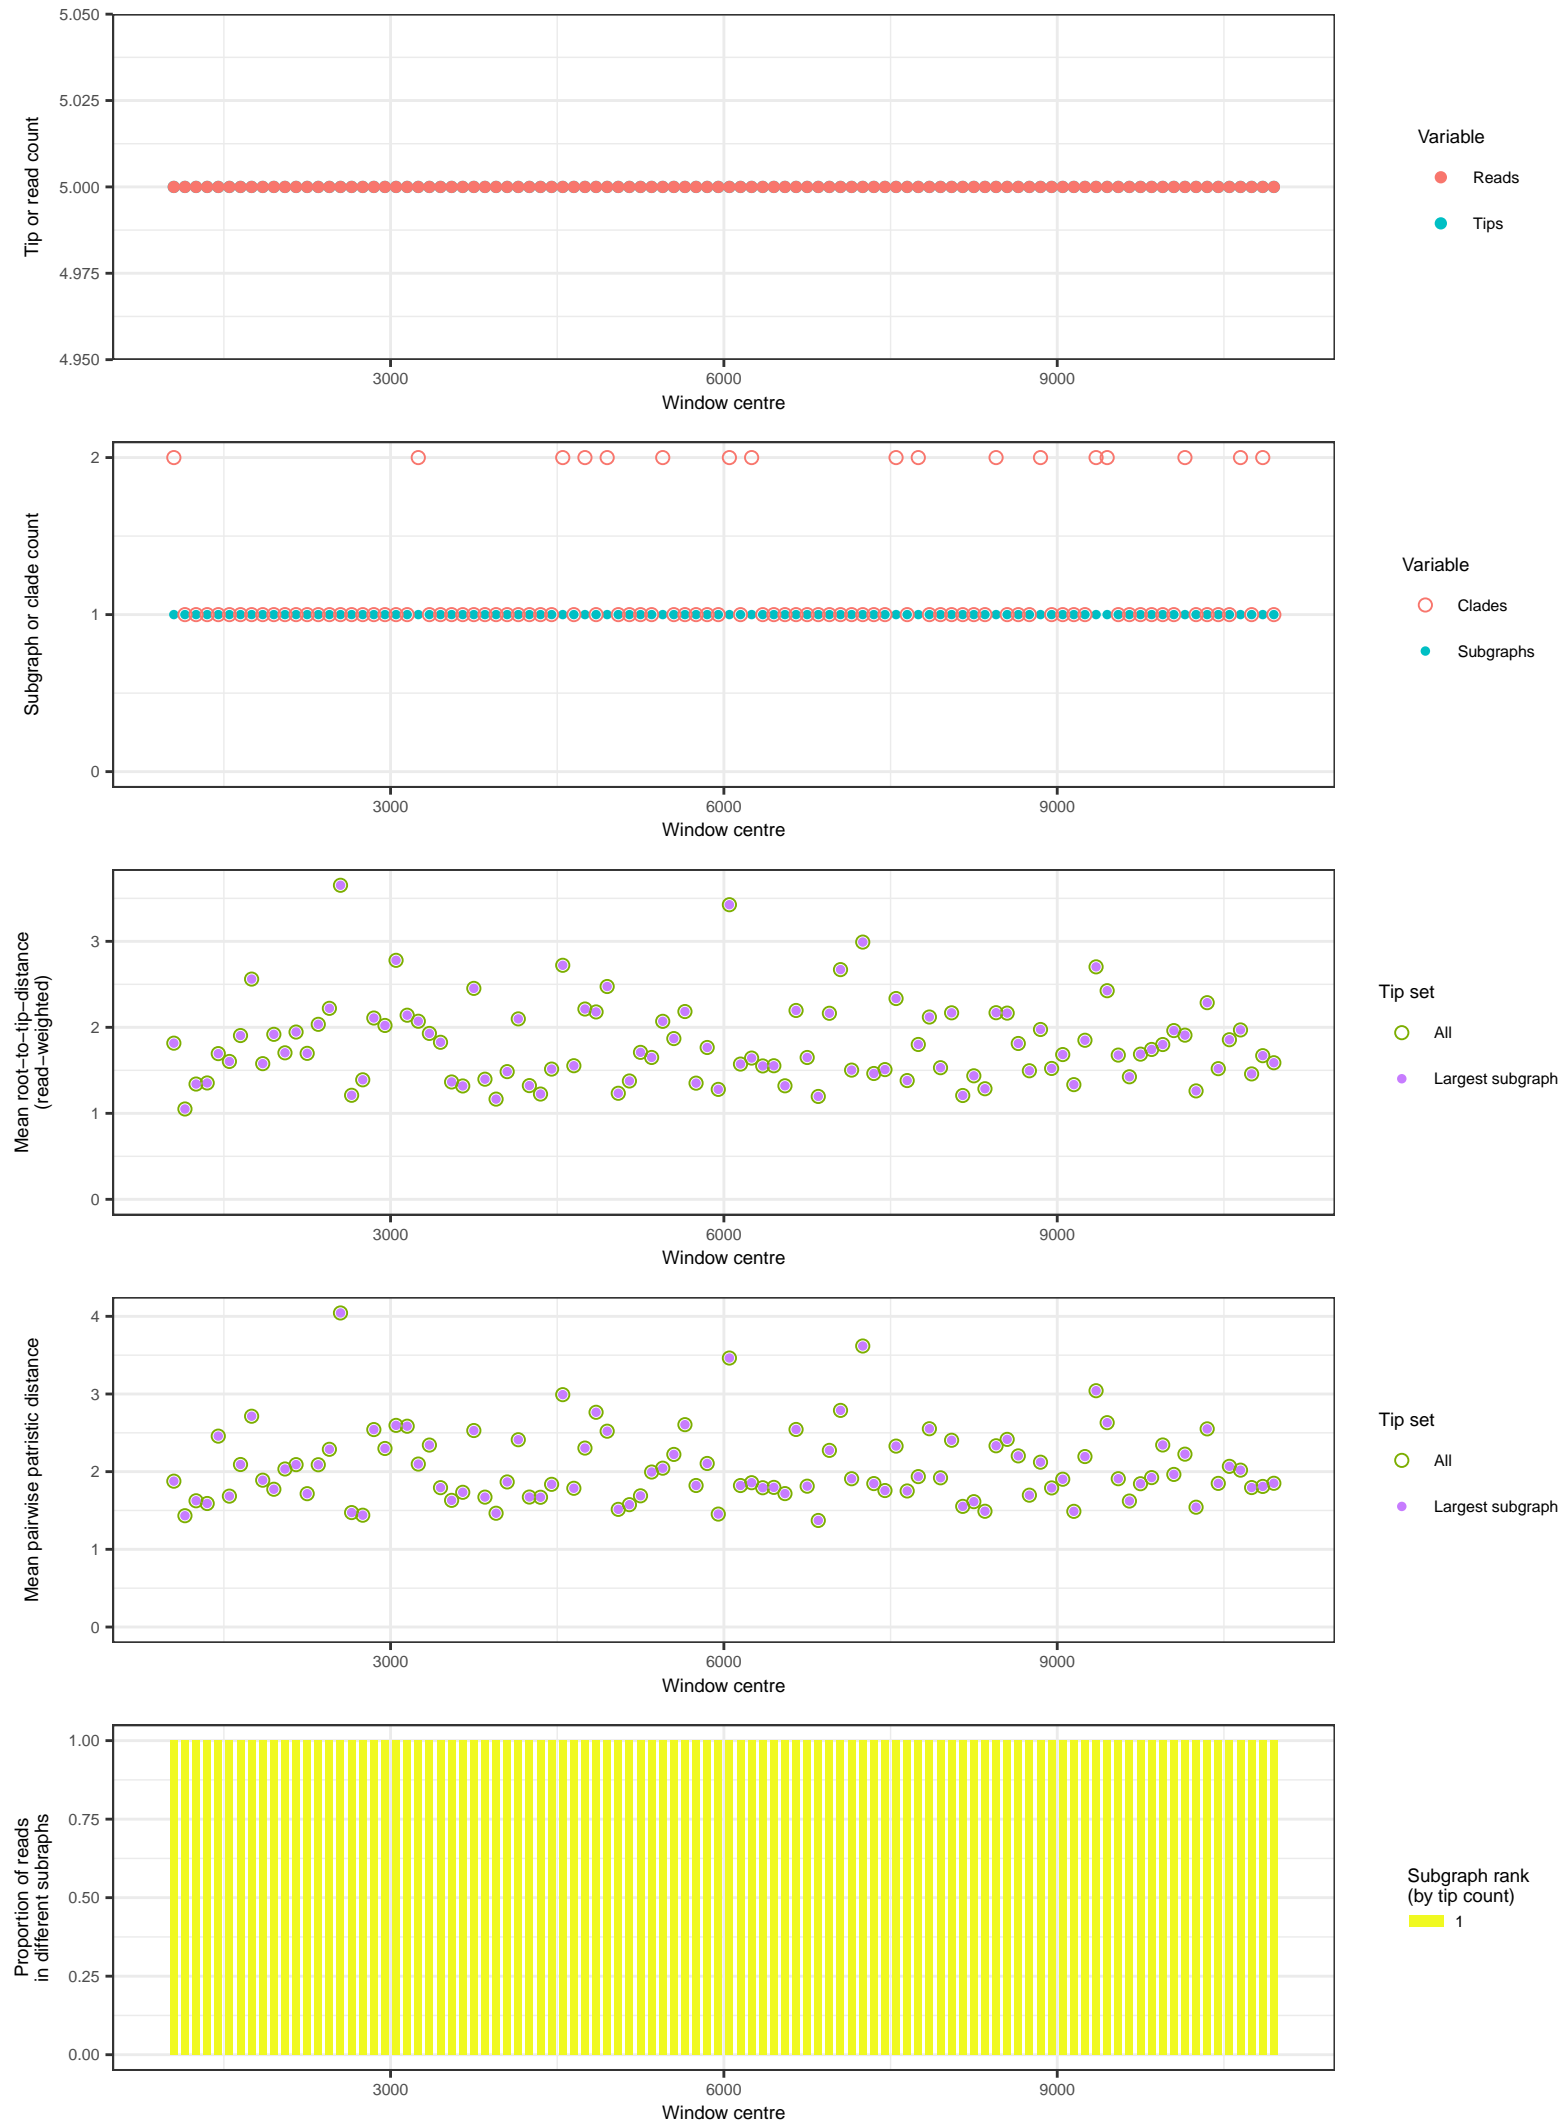 5.050
5.025
5.000
4.975
4.950
Tip or read count
3000
6000
9000
Window centre
Variable
Reads
Tips
2
1
0
Subgraph or clade count
3000
6000
9000
Window centre
Variable
Clades
Subgraphs
3
2
1
0
Mean root−to−tip−distance
(read−weighted)
3000
6000
9000
Window centre
Tip set
All
Largest subgraph
4
3
2
1
0
Mean pairwise patristic distance
3000
6000
9000
Window centre
Tip set
All
Largest subgraph
1.00
0.75
0.50
0.25
0.00
Proportion of reads
in different subraphs
3000
6000
9000
Window centre
Subgraph rank
(by tip count)
1